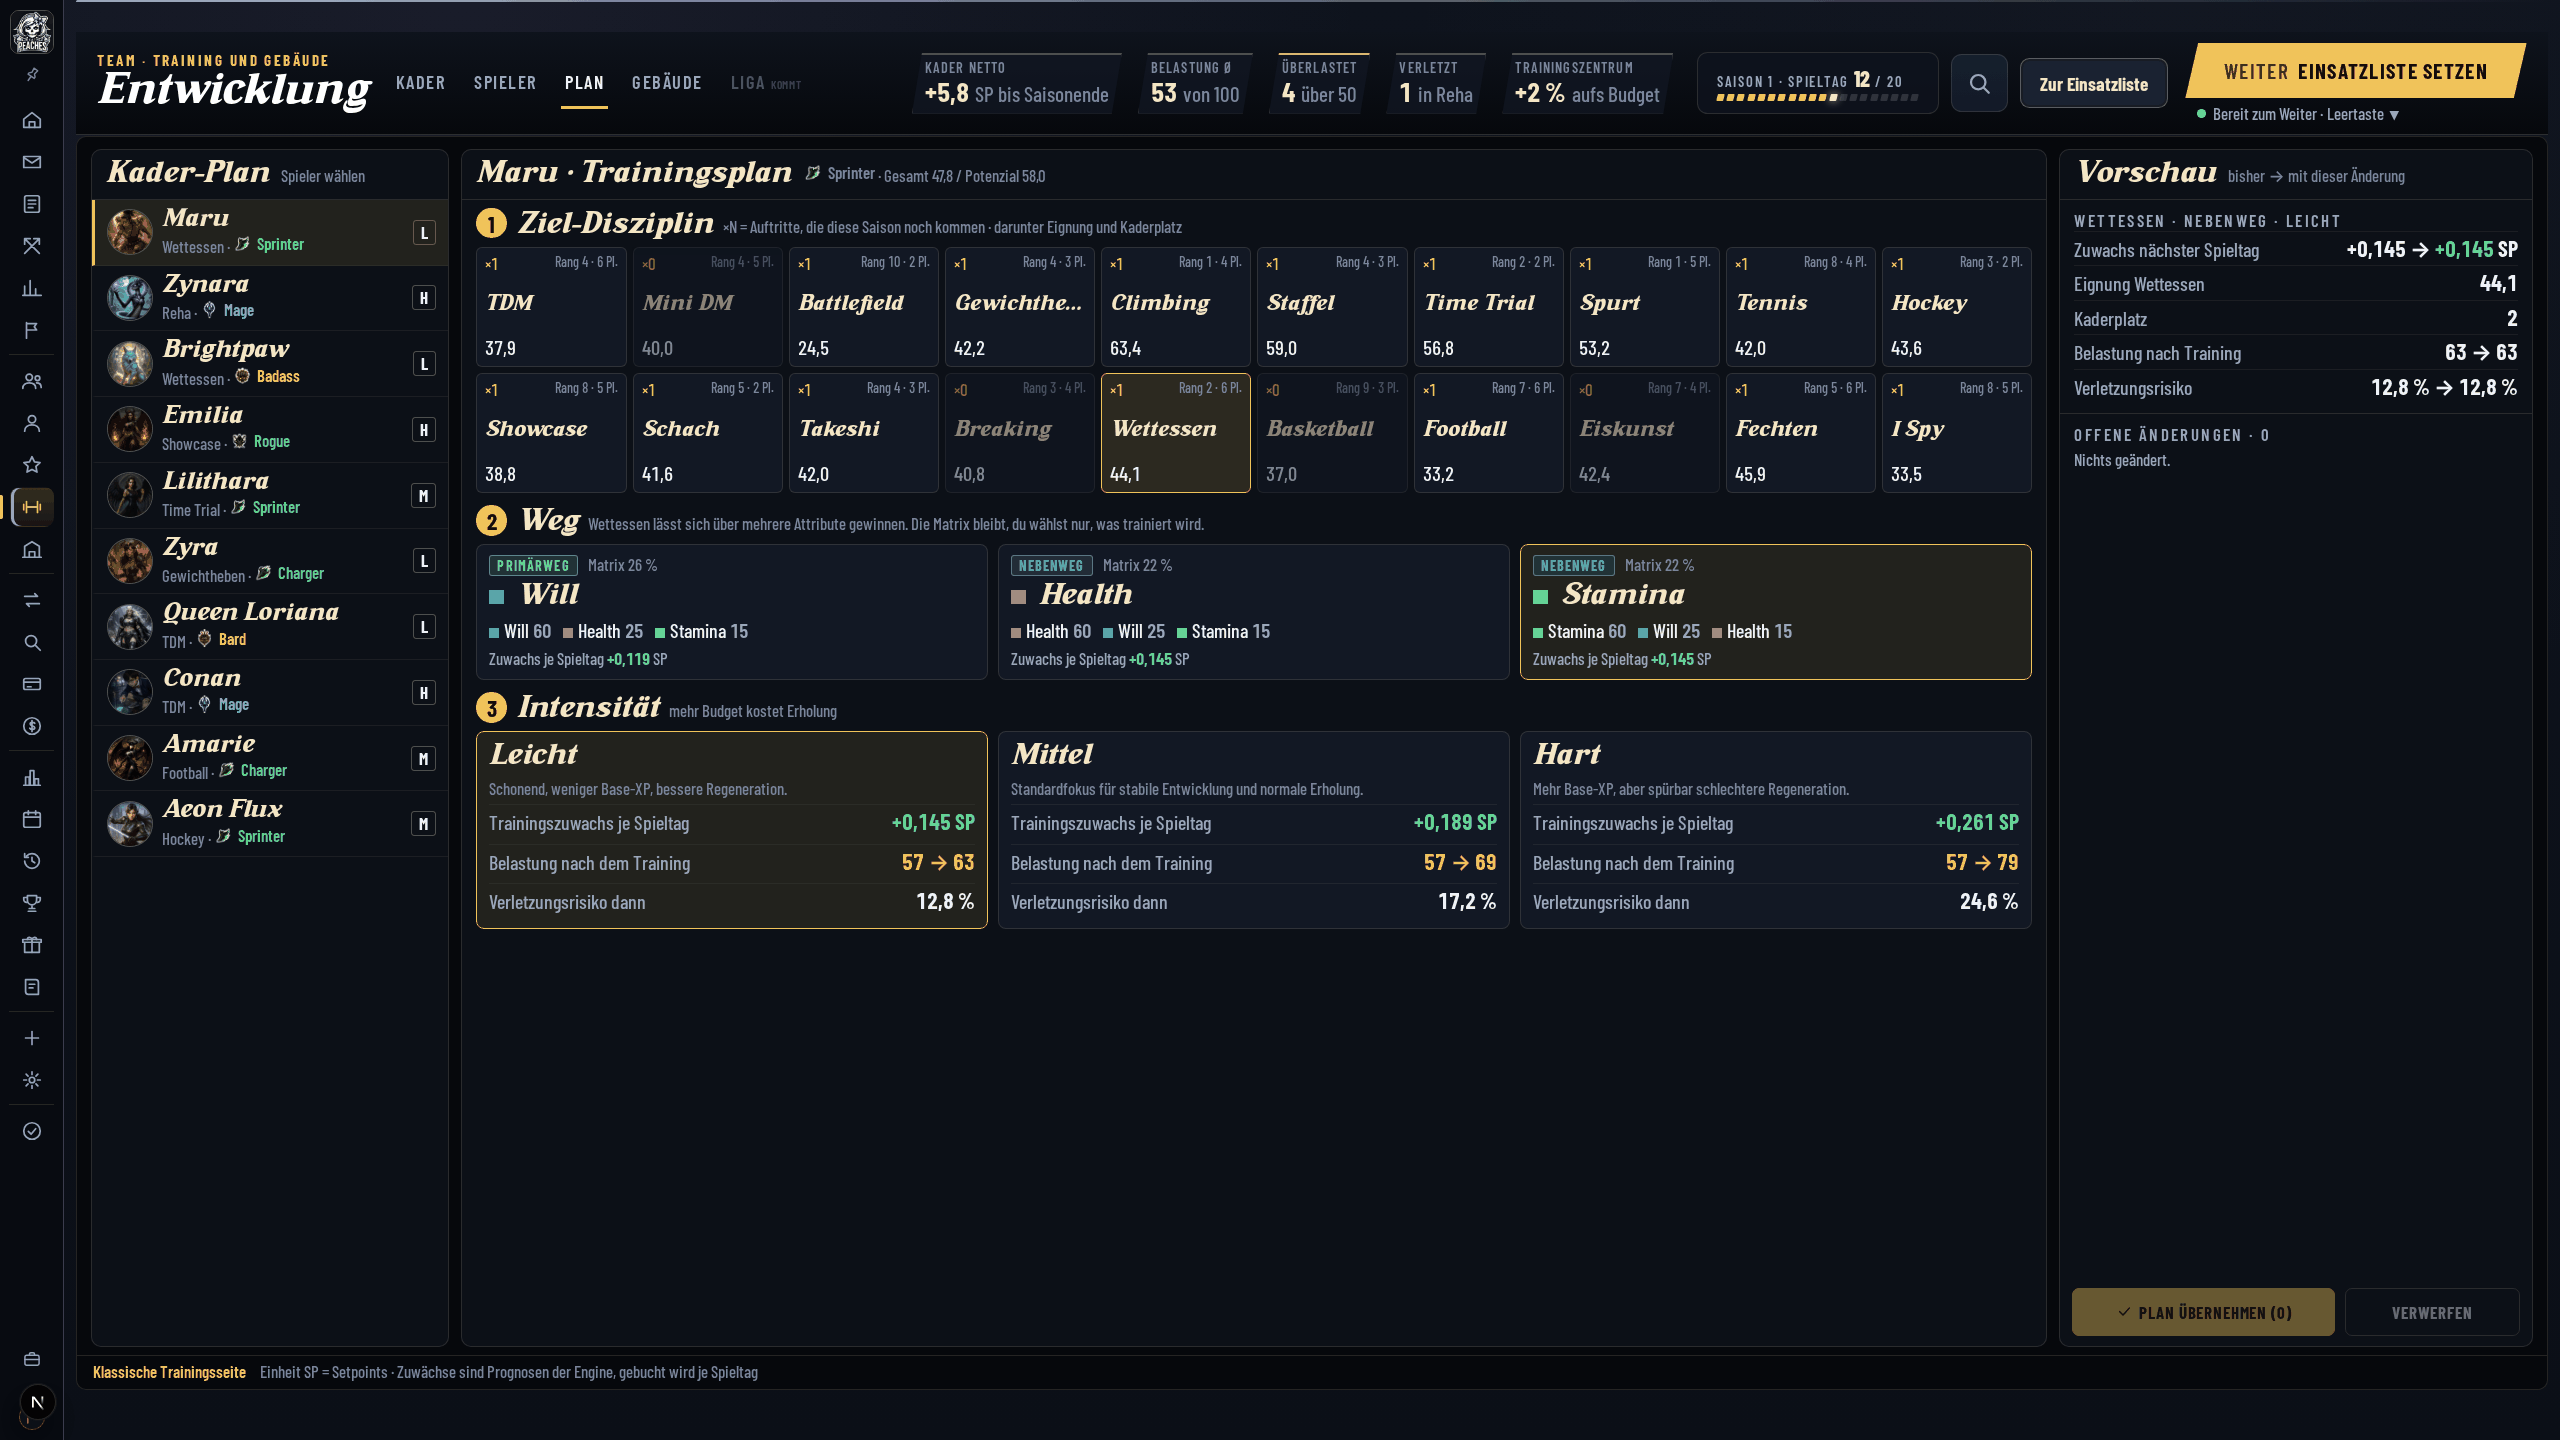 TEAM · TRAINING UND GEBÄUDE
Entwicklung
KADER
SPIELER
PLAN
GEBÄUDE
LIGA KOMMT
KADER NETTO
+5,8 SP bis Saisonende
BELASTUNG Ø
53 von 100
ÜBERLASTET
4 über 50
VERLETZT
1 in Reha
TRAININGSZENTRUM
+2 % aufs Budget
SAISON 1 · SPIELTAG 12 / 20
Zur Einsatzliste
WEITER EINSATZLISTE SETZEN
Bereit zum Weiter · Leertaste ▼
Kader-Plan Spieler wählen
Maru
Wettessen · Sprinter
L
Zynara
Reha · Mage
H
Brightpaw
Wettessen · Badass
L
Emilia
Showcase · Rogue
H
Lilithara
Time Trial · Sprinter
M
Zyra
Gewichtheben · Charger
L
Queen Loriana
TDM · Bard
L
Conan
TDM · Mage
H
Amarie
Football · Charger
M
Aeon Flux
Hockey · Sprinter
M
Maru · Trainingsplan Sprinter · Gesamt 47,8 / Potenzial 58,0
1 Ziel-Disziplin ×N = Auftritte, die diese Saison noch kommen · darunter Eignung und Kaderplatz
×1 Rang 4 · 6 Pl.
TDM
37,9
×0 Rang 4 · 5 Pl.
Mini DM
40,0
×1 Rang 10 · 2 Pl.
Battlefield
24,5
×1 Rang 4 · 3 Pl.
Gewichthe...
42,2
×1 Rang 1 · 4 Pl.
Climbing
63,4
×1 Rang 4 · 3 Pl.
Staffel
59,0
×1 Rang 2 · 2 Pl.
Time Trial
56,8
×1 Rang 1 · 5 Pl.
Spurt
53,2
×1 Rang 8 · 4 Pl.
Tennis
42,0
×1 Rang 3 · 2 Pl.
Hockey
43,6
×1 Rang 8 · 5 Pl.
Showcase
38,8
×1 Rang 5 · 2 Pl.
Schach
41,6
×1 Rang 4 · 3 Pl.
Takeshi
42,0
×0 Rang 3 · 4 Pl.
Breaking
40,8
×1 Rang 2 · 6 Pl.
Wettessen
44,1
×0 Rang 9 · 3 Pl.
Basketball
37,0
×1 Rang 7 · 6 Pl.
Football
33,2
×0 Rang 7 · 4 Pl.
Eiskunst
42,4
×1 Rang 5 · 6 Pl.
Fechten
45,9
×1 Rang 8 · 5 Pl.
I Spy
33,5
2 Weg Wettessen lässt sich über mehrere Attribute gewinnen. Die Matrix bleibt, du wählst nur, was trainiert wird.
PRIMÄRWEG Matrix 26 %
Will
Will 60 Health 25 Stamina 15
Zuwachs je Spieltag +0,119 SP
NEBENWEG Matrix 22 %
Health
Health 60 Will 25 Stamina 15
Zuwachs je Spieltag +0,145 SP
NEBENWEG Matrix 22 %
Stamina
Stamina 60 Will 25 Health 15
Zuwachs je Spieltag +0,145 SP
3 Intensität mehr Budget kostet Erholung
Leicht
Schonend, weniger Base-XP, bessere Regeneration.
Trainingszuwachs je Spieltag +0,145 SP
Belastung nach dem Training 57 → 63
Verletzungsrisiko dann 12,8 %
Mittel
Standardfokus für stabile Entwicklung und normale Erholung.
Trainingszuwachs je Spieltag +0,189 SP
Belastung nach dem Training 57 → 69
Verletzungsrisiko dann 17,2 %
Hart
Mehr Base-XP, aber spürbar schlechtere Regeneration.
Trainingszuwachs je Spieltag +0,261 SP
Belastung nach dem Training 57 → 79
Verletzungsrisiko dann 24,6 %
Vorschau bisher → mit dieser Änderung
WETTESSEN · NEBENWEG · LEICHT
Zuwachs nächster Spieltag +0,145 → +0,145 SP
Eignung Wettessen 44,1
Kaderplatz 2
Belastung nach Training 63 → 63
Verletzungsrisiko 12,8 % → 12,8 %
OFFENE ÄNDERUNGEN · 0
Nichts geändert.
PLAN ÜBERNEHMEN (0)
VERWERFEN
Klassische Trainingsseite Einheit SP = Setpoints · Zuwächse sind Prognosen der Engine, gebucht wird je Spieltag
N